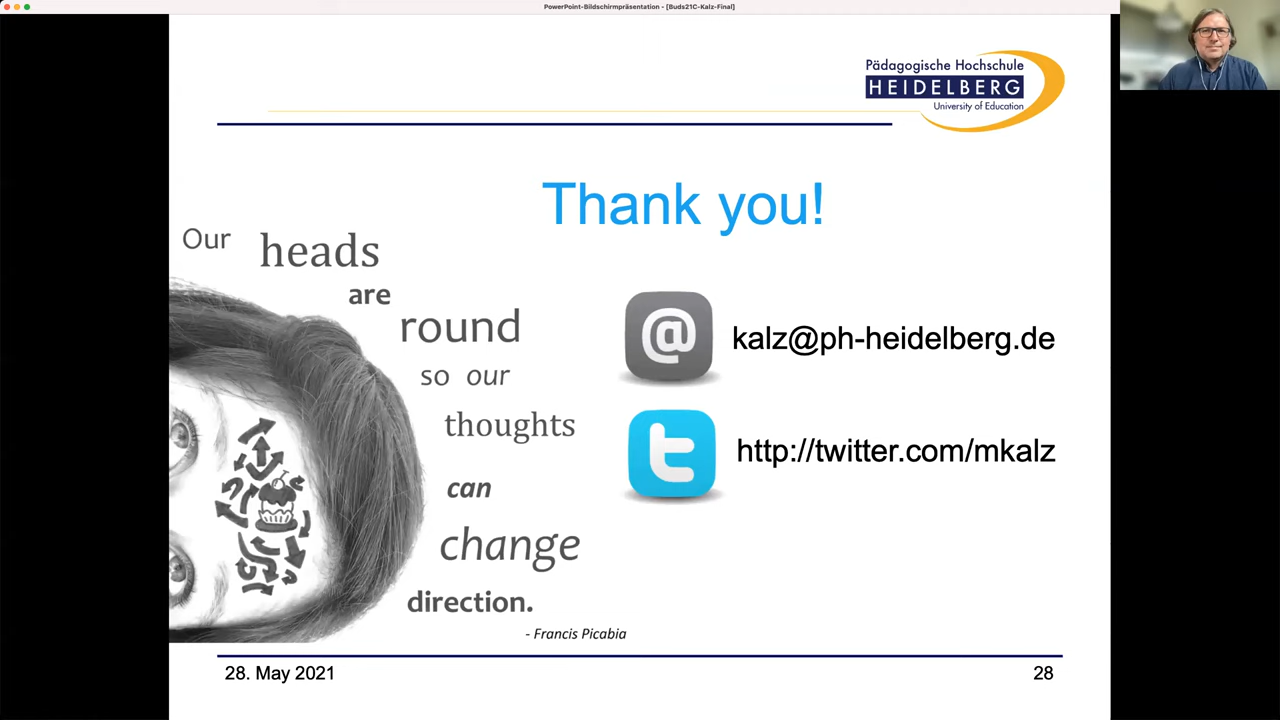 PowerPoint-Bildschirmpräsentation - [Buds21C-Kalz-Final]
Pädagogische Hochschule
HEIDELBERG
University of Education
Thank you!
Our heads
are
round
so our
thoughts
can
change
direction.
- Francis Picabia
@
kalz@ph-heidelberg.de
t
http://twitter.com/mkalz
28. May 2021
28